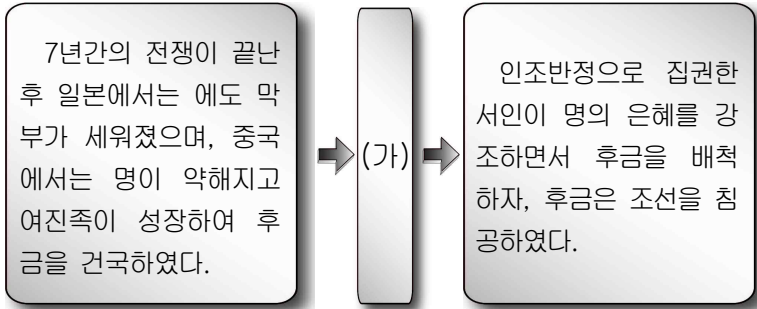 7년간의 전쟁이 끝난
후 일본에서는 에도 막
부가 세워졌으며, 중국
에서는 명이 약해지고
여진족이 성장하여 후
금을 건국하였다.
(가)
인조반정으로 집권한
서인이 명의 은혜를 강
조하면서 후금을 배척
하자, 후금은 조선을 침
공하였다.